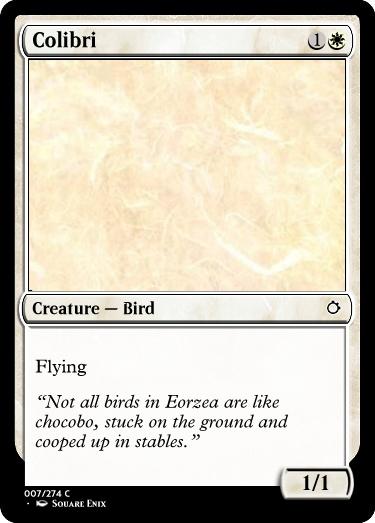 Colibri 1
Creature — Bird
Flying
“Not all birds in Eorzea are like
chocobo, stuck on the ground and
cooped up in stables.”
1/1
007/274 C
· Square Enix